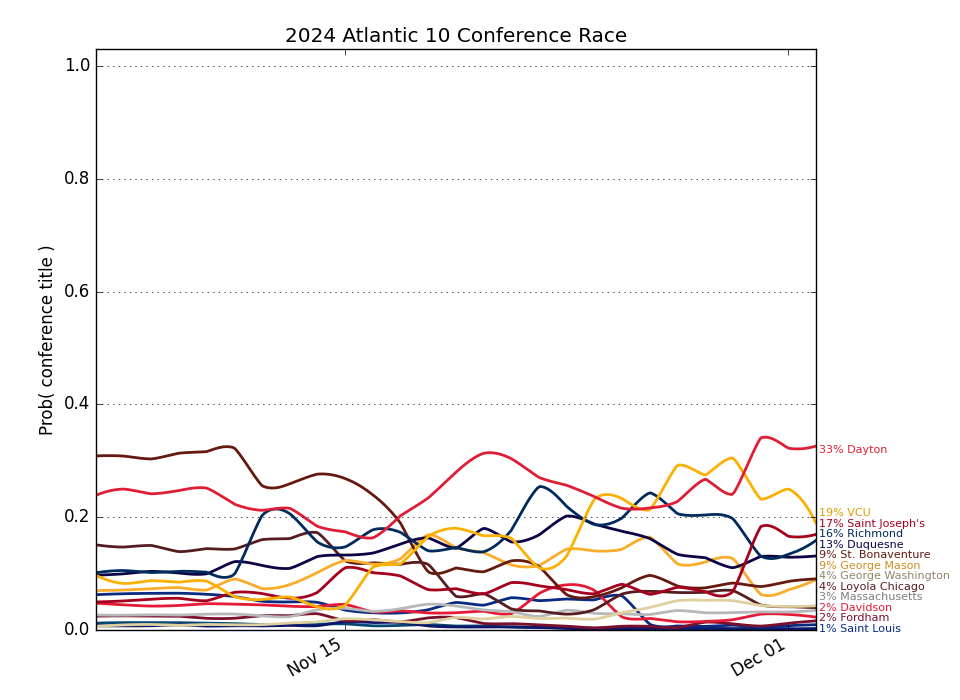 2024 Atlantic 10 Conference Race
Prob( conference title )
1.0
0.8
0.6
0.4
0.2
0.0
Nov 15
Dec 01
33% Dayton
19% VCU
17% Saint Joseph's
16% Richmond
13% Duquesne
9% St. Bonaventure
9% George Mason
4% George Washington
4% Loyola Chicago
3% Massachusetts
2% Davidson
2% Fordham
1% Saint Louis